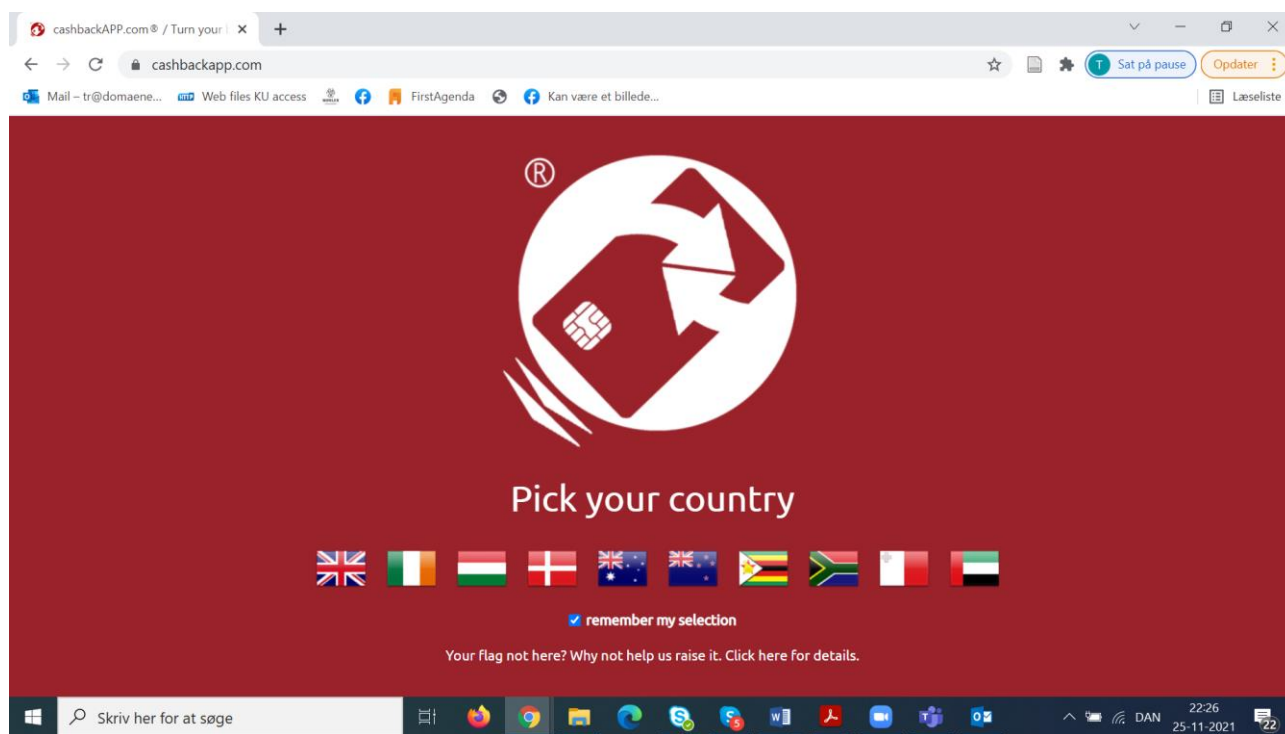 cashbackAPP.com® / Turn your
cashbackapp.com
T Sat på pause Opdater
Mail – tr@domaene... Web files KU access FirstAgenda Kan være et billede... Læseliste
®
Pick your country
remember my selection
Your flag not here? Why not help us raise it. Click here for details.
Skriv her for at søge
DAN
22:26
25-11-2021
22